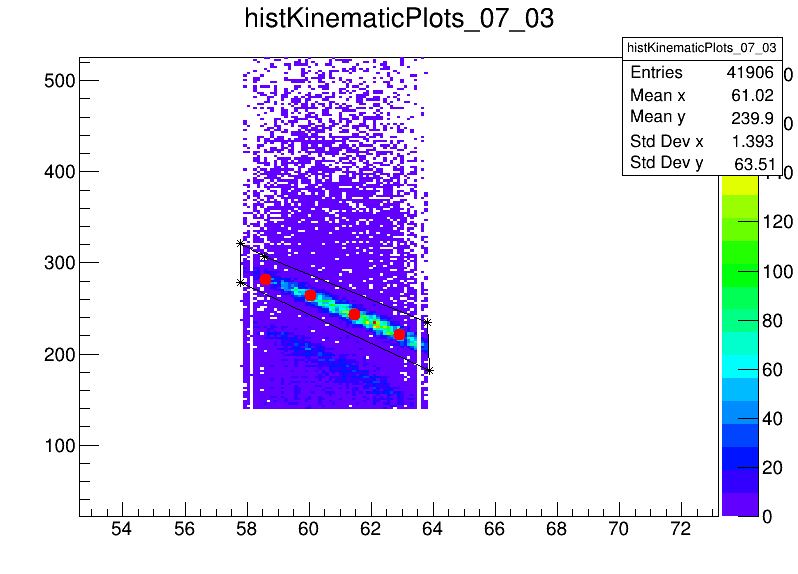 histKinematicPlots_07_03
histKinematicPlots_07_03
Entries 41906
Mean x 61.02
Mean y 239.9
Std Dev x 1.393
Std Dev y 63.51
500
400
300
200
100
54 56 58 60 62 64 66 68 70 72
120
100
80
60
40
20
0